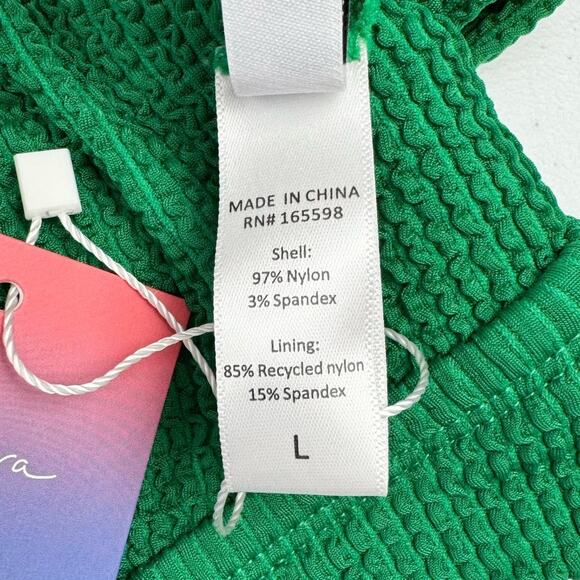 MADE IN CHINA
RN# 165598
Shell:
97% Nylon
3% Spandex
Lining:
85% Recycled nylon
15% Spandex
L